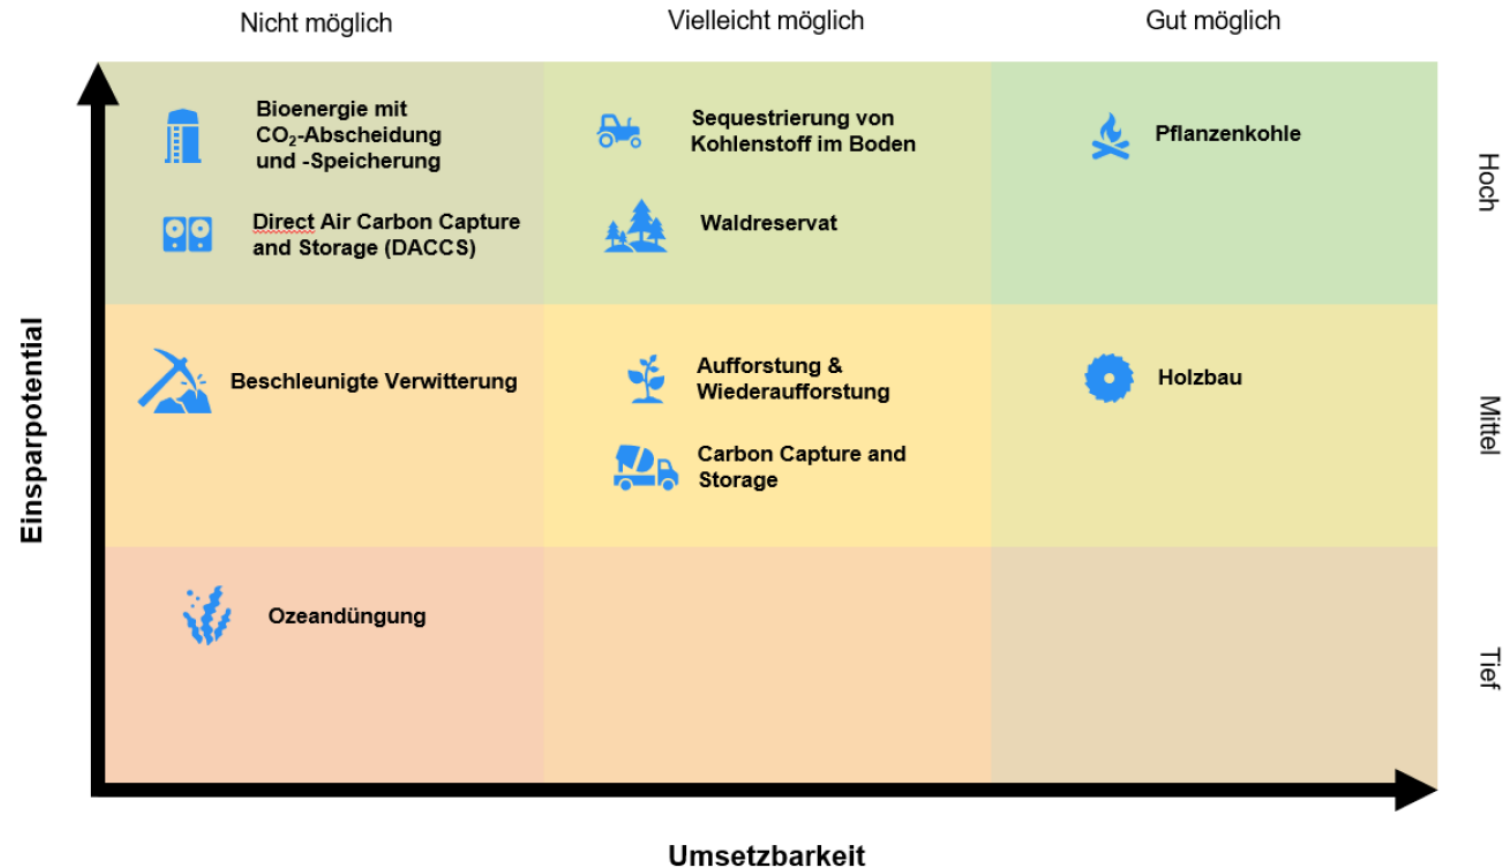 Nicht möglich
Vielleicht möglich
Gut möglich
Bioenergie mit
CO₂-Abscheidung
und -Speicherung
Sequestrierung von
Kohlenstoff im Boden
Pflanzenkohle
Hoch
Direct Air Carbon Capture
and Storage (DACCS)
Waldreservat
Einsparpotential
Beschleunigte Verwitterung
Aufforstung &
Wiederaufforstung
Holzbau
Mittel
Carbon Capture and
Storage
Ozeandüngung
Tief
Umsetzbarkeit